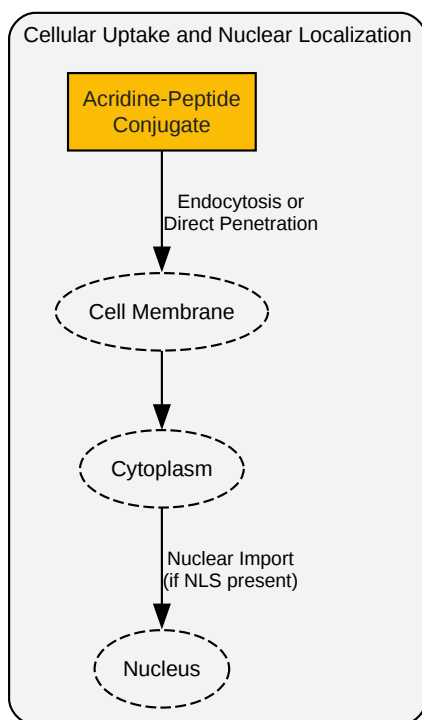 Cellular Uptake and Nuclear Localization
Acridine-Peptide
Conjugate
Endocytosis or
Direct Penetration
Cell Membrane
Cytoplasm
Nuclear Import
(if NLS present)
Nucleus